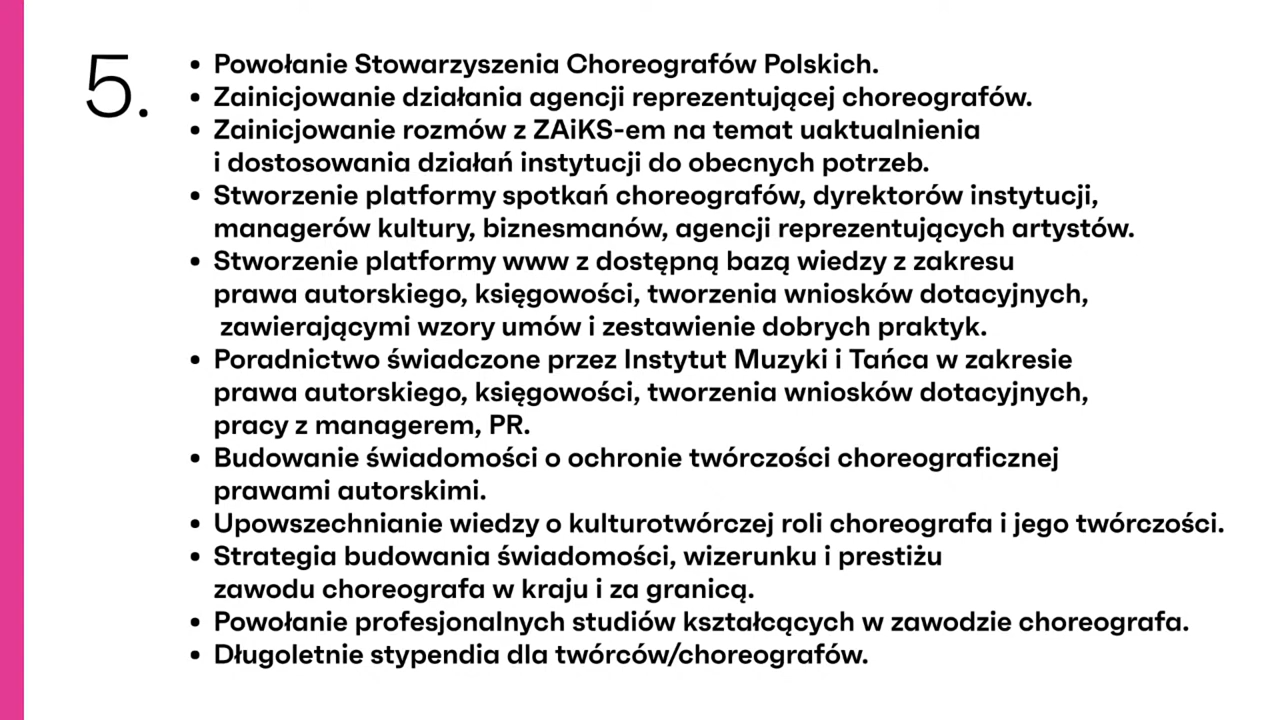 5.
• Powołanie Stowarzyszenia Choreografów Polskich.
• Zainicjowanie działania agencji reprezentującej choreografów.
• Zainicjowanie rozmów z ZAiKS-em na temat uaktualnienia
i dostosowania działań instytucji do obecnych potrzeb.
• Stworzenie platformy spotkań choreografów, dyrektorów instytucji,
managerów kultury, biznesmanów, agencji reprezentujących artystów.
• Stworzenie platformy www z dostępną bazą wiedzy z zakresu
prawa autorskiego, księgowości, tworzenia wniosków dotacyjnych,
zawierającymi wzory umów i zestawienie dobrych praktyk.
• Poradnictwo świadczone przez Instytut Muzyki i Tańca w zakresie
prawa autorskiego, księgowości, tworzenia wniosków dotacyjnych,
pracy z managerem, PR.
• Budowanie świadomości o ochronie twórczości choreograficznej
prawami autorskimi.
• Upowszechnianie wiedzy o kulturotwórczej roli choreografa i jego twórczości.
• Strategia budowania świadomości, wizerunku i prestiżu
zawodu choreografa w kraju i za granicą.
• Powołanie profesjonalnych studiów kształcących w zawodzie choreografa.
• Długoletnie stypendia dla twórców/choreografów.